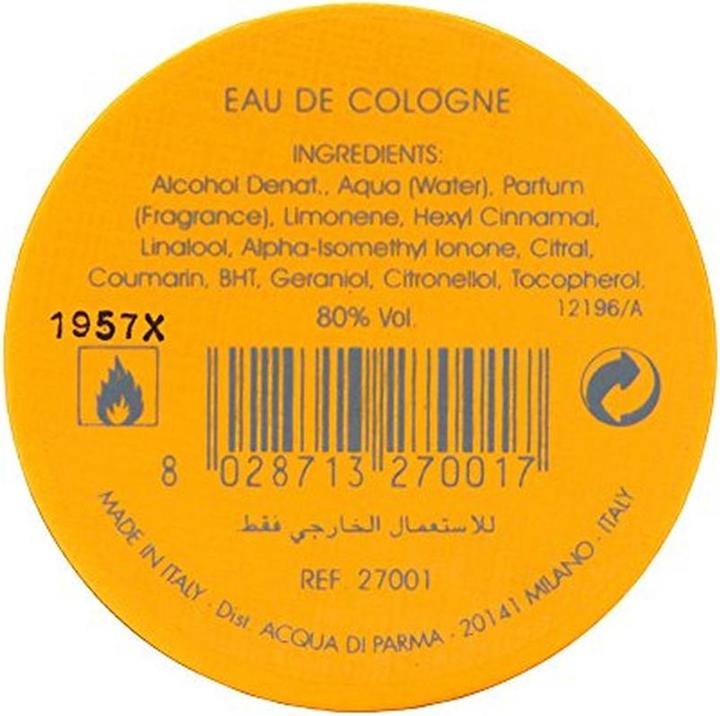 EAU DE COLOGNE
INGREDIENTS:
Alcohol Denat., Aqua (Water), Parfum
(Fragrance), Limonene, Hexyl Cinnamal,
Linalool, Alpha-Isomethyl Ionone, Citral,
Coumarin, BHT, Geraniol, Citronellol, Tocopherol.
12196/A
80% Vol.
1957X
8 028713 270017
للاستعمال الخارجي فقط
REF. 27001
MADE IN ITALY · Dist. ACQUA DI PARMA · 20141 MILANO · ITALY